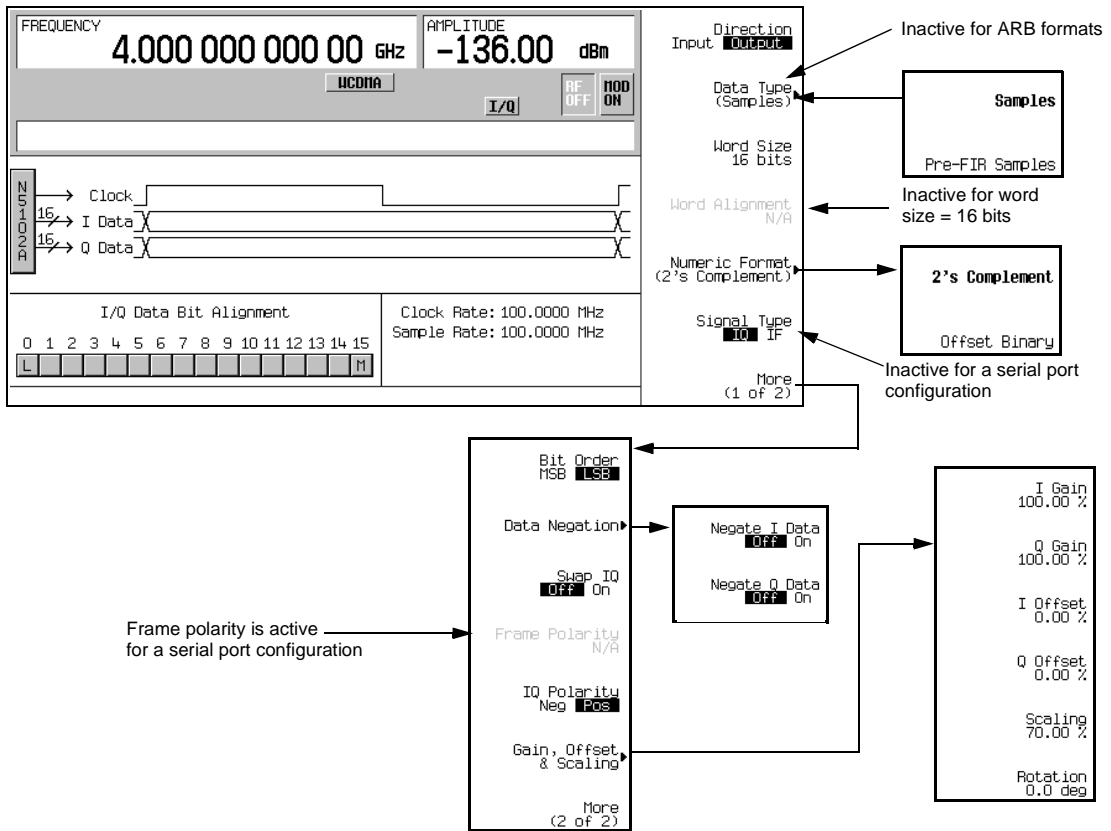 FREQUENCY
4.000 000 000 00 GHz
AMPLITUDE
-136.00 dBm
WCDMA
I/Q
RF OFF
MOD ON
N5102A
Clock
16 I Data
16 Q Data
I/Q Data Bit Alignment
0 1 2 3 4 5 6 7 8 9 10 11 12 13 14 15
L M
Clock Rate: 100.0000 MHz
Sample Rate: 100.0000 MHz
Direction
Input Output
Data Type
(Samples)
Word Size
16 bits
Word Alignment
N/A
Numeric Format
(2's Complement)
Signal Type
IQ IF
More
(1 of 2)
Inactive for ARB formats
Samples
Pre-FIR Samples
Inactive for word
size = 16 bits
2's Complement
Offset Binary
Inactive for a serial port
configuration
Bit Order
MSB LSB
Data Negation
Swap IQ
Off On
Frame Polarity
N/A
IQ Polarity
Neg Pos
Gain, Offset
& Scaling
More
(2 of 2)
Negate I Data
Off On
Negate Q Data
Off On
Frame polarity is active
for a serial port configuration
I Gain
100.00 %
Q Gain
100.00 %
I Offset
0.00 %
Q Offset
0.00 %
Scaling
70.00 %
Rotation
0.0 deg